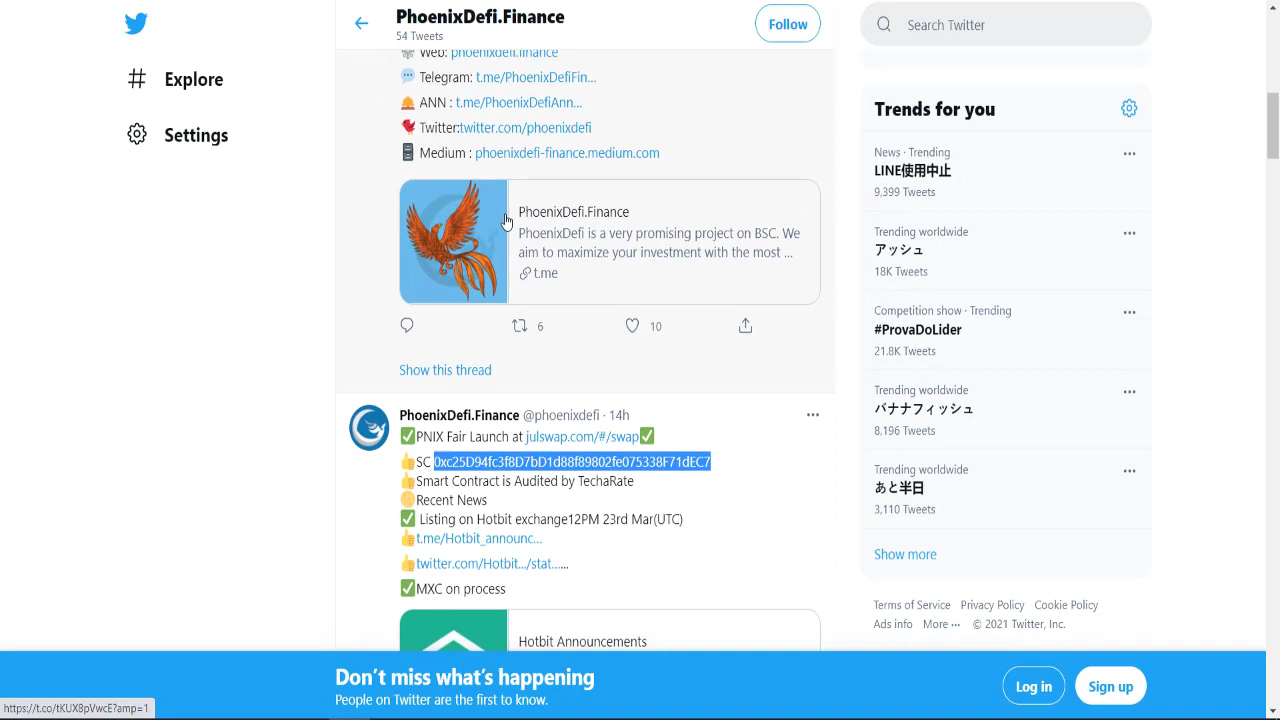 PhoenixDefi.Finance
54 Tweets
Follow
Explore
Settings
Web: phoenixdefi.finance
Telegram: t.me/PhoenixDefiFin...
ANN : t.me/PhoenixDefiAnn...
Twitter:twitter.com/phoenixdefi
Medium : phoenixdefi-finance.medium.com
PhoenixDefi.Finance
PhoenixDefi is a very promising project on BSC. We
aim to maximize your investment with the most ...
t.me
6
10
Show this thread
PhoenixDefi.Finance @phoenixdefi · 14h
✅PNIX Fair Launch at julswap.com/#/swap✅
👍SC 0xc25D94fc3f8D7bD1d88f89802fe075338F71dEC7
👍Smart Contract is Audited by TechaRate
Recent News
✅ Listing on Hotbit exchange12PM 23rd Mar(UTC)
👍t.me/Hotbit_announc...
👍twitter.com/Hotbit.../stat......
✅MXC on process
Hotbit Announcements
Search Twitter
Trends for you
News · Trending
LINE使用中止
9,399 Tweets
Trending worldwide
アッシュ
18K Tweets
Competition show · Trending
#ProvaDoLider
21.8K Tweets
Trending worldwide
バナナフィッシュ
8,196 Tweets
Trending worldwide
あと半日
3,110 Tweets
Show more
Terms of Service Privacy Policy Cookie Policy
Ads info More ··· © 2021 Twitter, Inc.
Don't miss what's happening
People on Twitter are the first to know.
Log in
Sign up
https://t.co/tKUX8pVwcE?amp=1